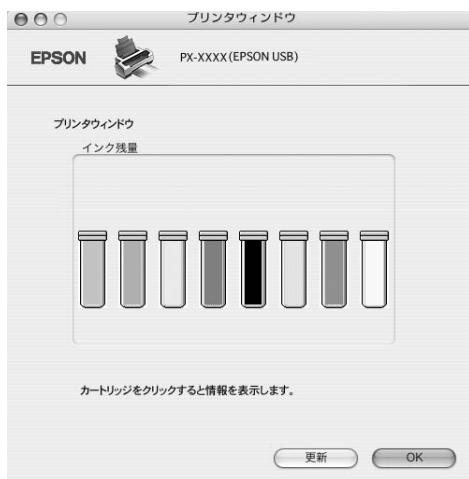 プリンタウィンドウ
EPSON
PX-XXXX(EPSON USB)
プリンタウィンドウ
インク残量
カートリッジをクリックすると情報を表示します。
更新
OK